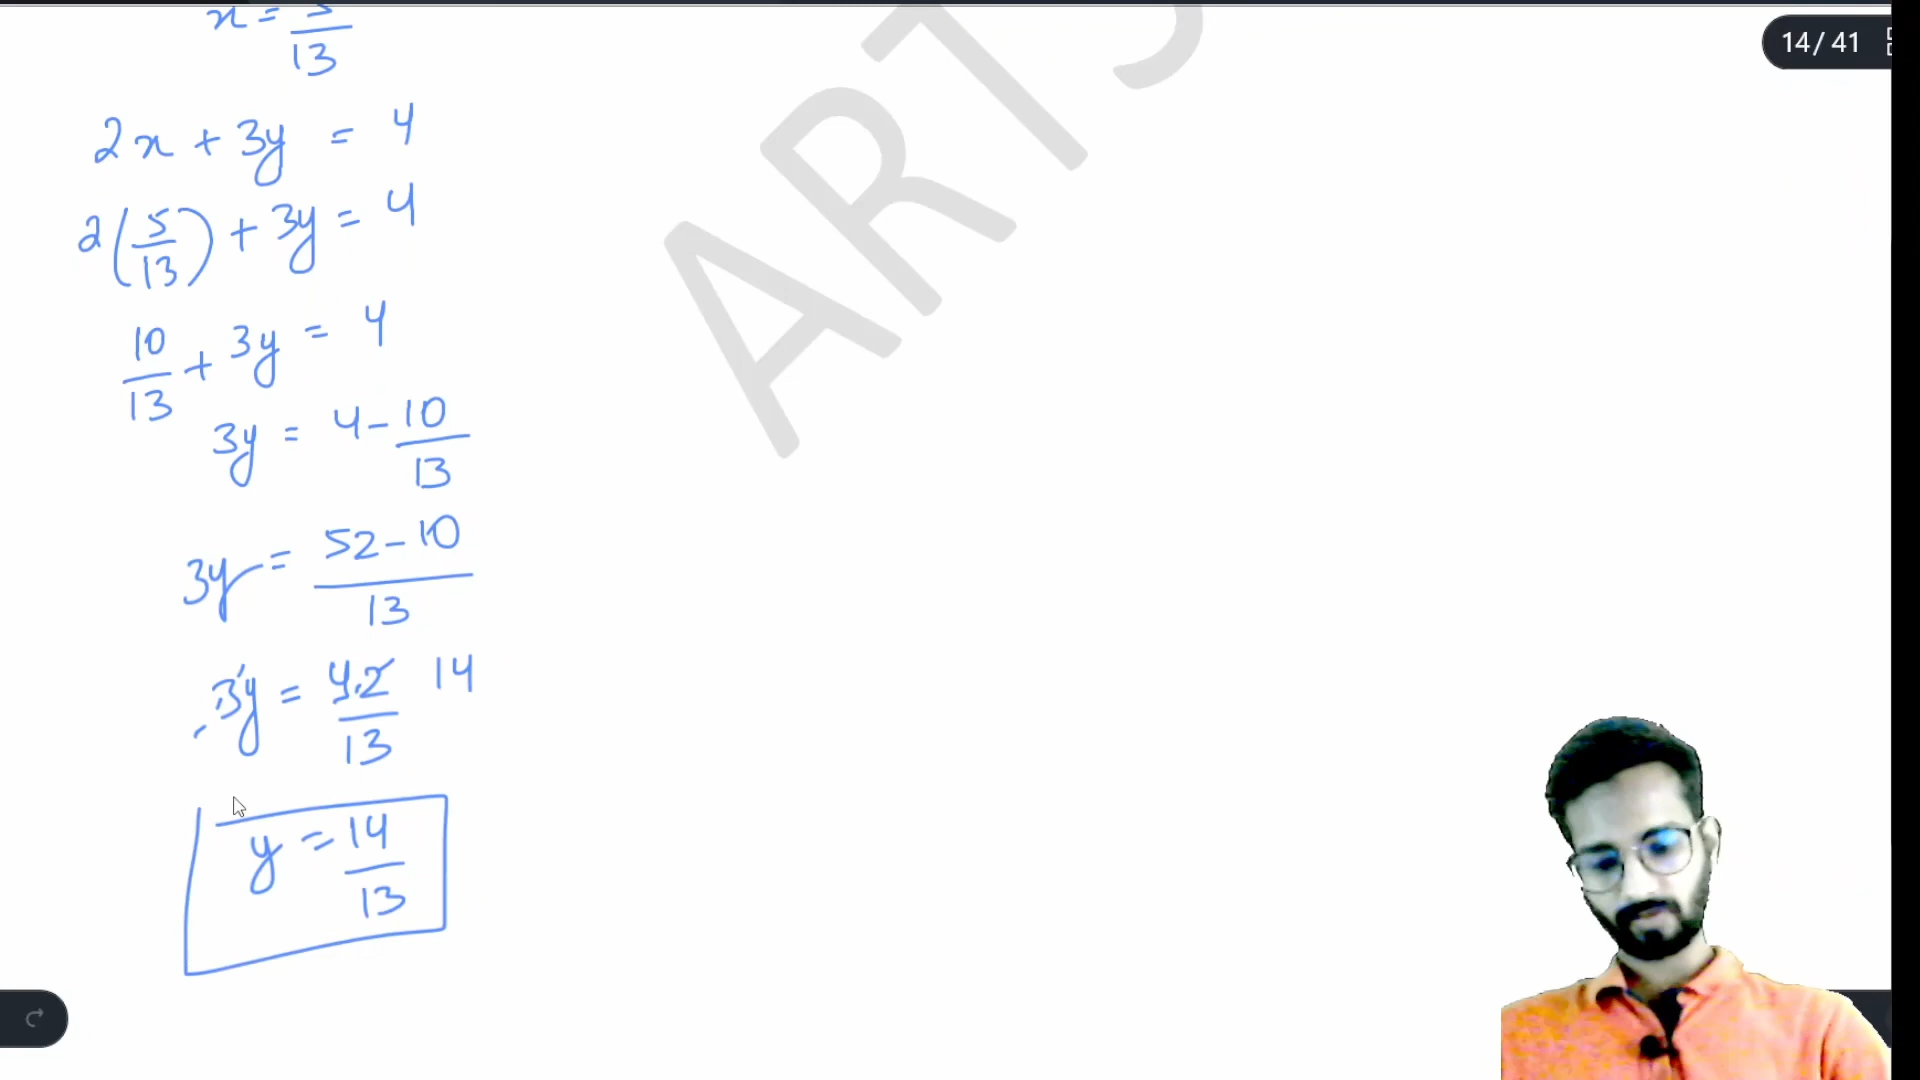 x = 5/13
14/ 41
2x + 3y = 4
2(5/13) + 3y = 4
10/13 + 3y = 4
3y = 4 - 10/13
3y = 52 - 10/13
3y = 42/13 14
y = 14/13
ARTS